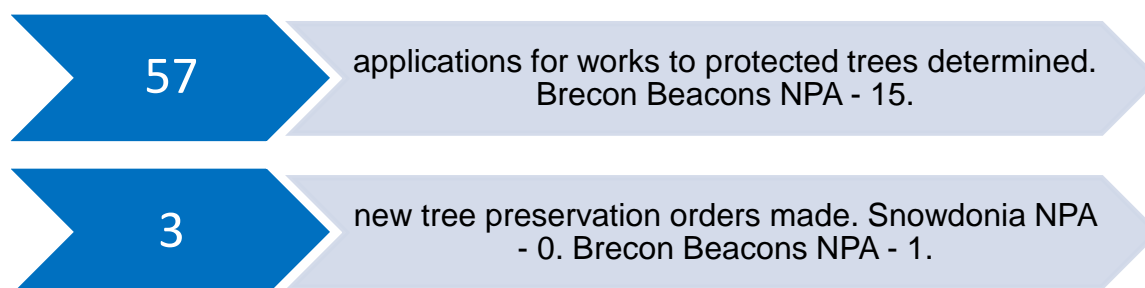 57
applications for works to protected trees determined.
Brecon Beacons NPA - 15.
3
new tree preservation orders made. Snowdonia NPA
- 0. Brecon Beacons NPA - 1.